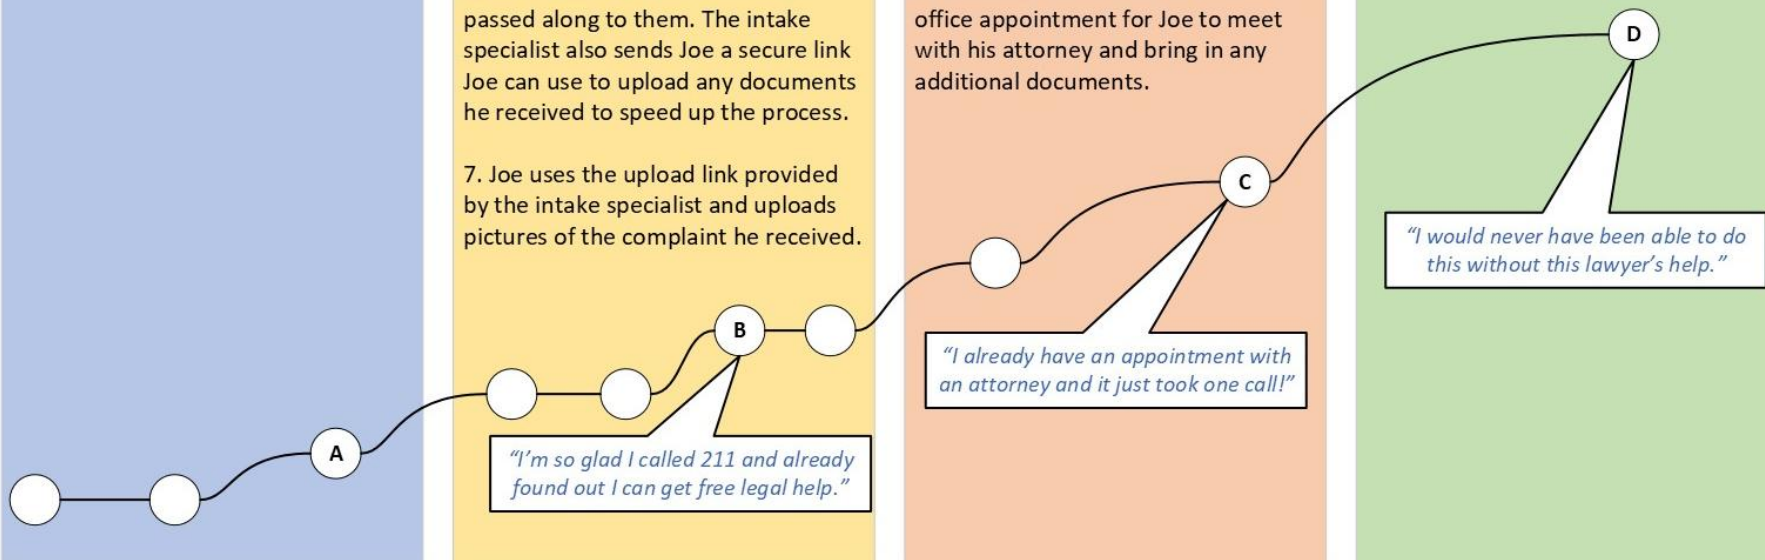 passed along to them. The intake
specialist also sends Joe a secure link
Joe can use to upload any documents
he received to speed up the process.
7. Joe uses the upload link provided
by the intake specialist and uploads
pictures of the complaint he received.
office appointment for Joe to meet
with his attorney and bring in any
additional documents.
A
B
“I’m so glad I called 211 and already
found out I can get free legal help.”
C
“I already have an appointment with
an attorney and it just took one call!”
D
“I would never have been able to do
this without this lawyer’s help.”